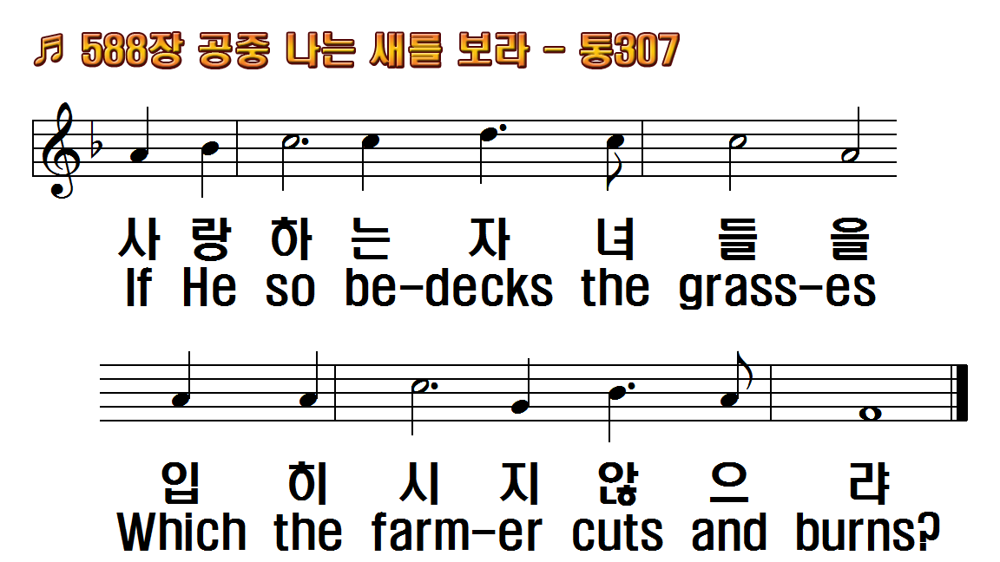 ♬ 588장 공중 나는 새를 보라 - 통307
사 랑 하 는 자 녀 들 을
If He so be-decks the grass-es
입 히 시 지 않 으 랴
Which the farm-er cuts and burns?